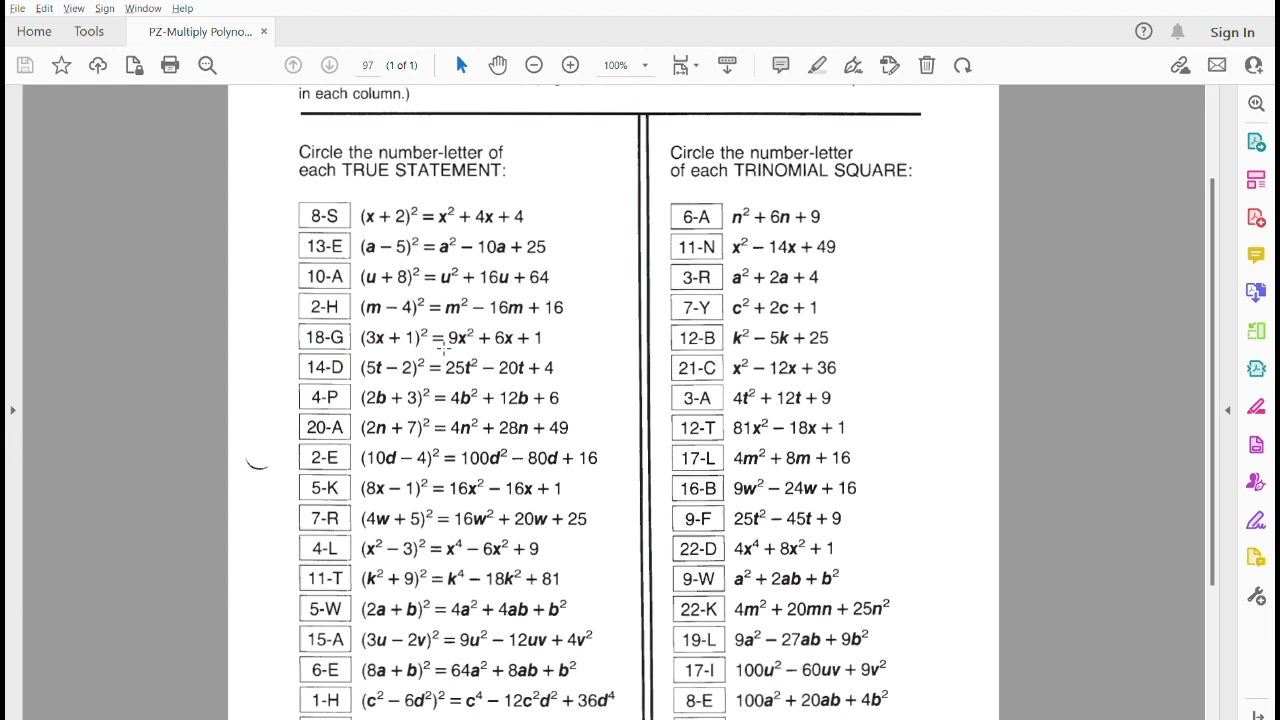 File Edit View Sign Window Help
Home Tools PZ-Multiply Polyno... × Sign In
97 (1 of 1) 100%
in each column.)
Circle the number-letter of
each TRUE STATEMENT:
8-S (x + 2)² = x² + 4x + 4
13-E (a − 5)² = a² − 10a + 25
10-A (u + 8)² = u² + 16u + 64
2-H (m − 4)² = m² − 16m + 16
18-G (3x + 1)² = 9x² + 6x + 1
14-D (5t − 2)² = 25t² − 20t + 4
4-P (2b + 3)² = 4b² + 12b + 6
20-A (2n + 7)² = 4n² + 28n + 49
2-E (10d − 4)² = 100d² − 80d + 16
5-K (8x − 1)² = 16x² − 16x + 1
7-R (4w + 5)² = 16w² + 20w + 25
4-L (x² − 3)² = x⁴ − 6x² + 9
11-T (k² + 9)² = k⁴ − 18k² + 81
5-W (2a + b)² = 4a² + 4ab + b²
15-A (3u − 2v)² = 9u² − 12uv + 4v²
6-E (8a + b)² = 64a² + 8ab + b²
1-H (c² − 6d²)² = c⁴ − 12c²d² + 36d⁴
Circle the number-letter
of each TRINOMIAL SQUARE:
6-A n² + 6n + 9
11-N x² − 14x + 49
3-R a² + 2a + 4
7-Y c² + 2c + 1
12-B k² − 5k + 25
21-C x² − 12x + 36
3-A 4t² + 12t + 9
12-T 81x² − 18x + 1
17-L 4m² + 8m + 16
16-B 9w² − 24w + 16
9-F 25t² − 45t + 9
22-D 4x⁴ + 8x² + 1
9-W a² + 2ab + b²
22-K 4m² + 20mn + 25n²
19-L 9a² − 27ab + 9b²
17-I 100u² − 60uv + 9v²
8-E 100a² + 20ab + 4b²